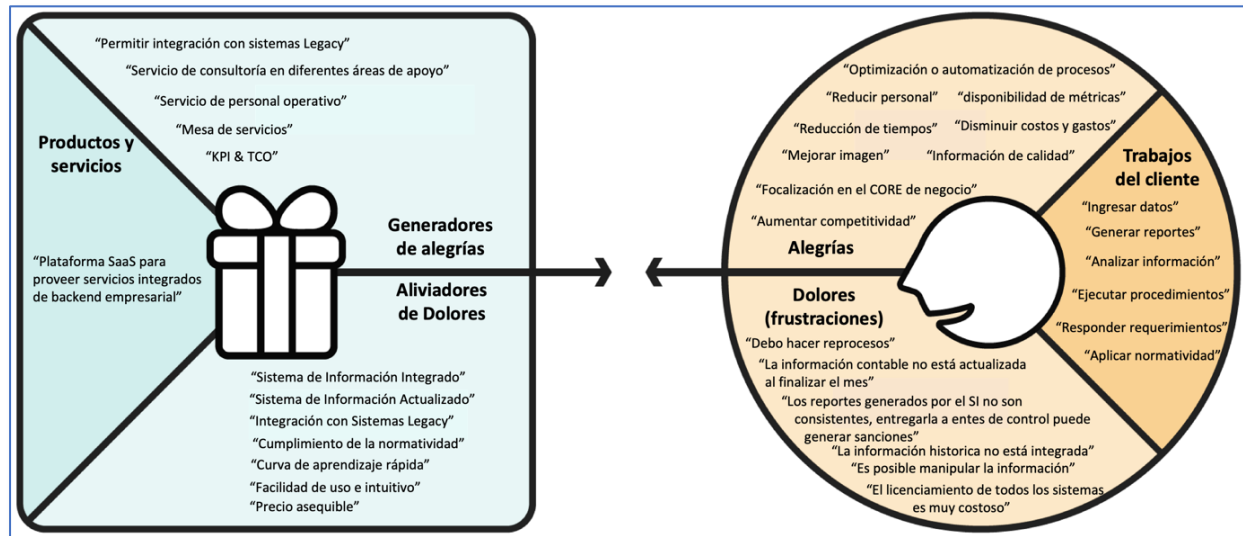 “Permitir integración con sistemas Legacy”
“Servicio de consultoría en diferentes áreas de apoyo”
“Servicio de personal operativo”
“Mesa de servicios”
“KPI & TCO”
Productos y
servicios
“Plataforma SaaS para
proveer servicios integrados
de backend empresarial”
Generadores
de alegrías
Aliviadores
de Dolores
“Sistema de Información Integrado”
“Sistema de Información Actualizado”
“Integración con Sistemas Legacy”
“Cumplimiento de la normatividad”
“Curva de aprendizaje rápida”
“Facilidad de uso e intuitivo”
“Precio asequible”
“Optimización o automatización de procesos”
“Reducir personal” “disponibilidad de métricas”
“Reducción de tiempos” “Disminuir costos y gastos”
“Mejorar imagen” “Información de calidad”
“Focalización en el CORE de negocio”
“Aumentar competitividad”
Alegrías
Trabajos
del cliente
“Ingresar datos”
“Generar reportes”
“Analizar información”
“Ejecutar procedimientos”
“Responder requerimientos”
“Aplicar normatividad”
Dolores
(frustraciones)
“Debo hacer reprocesos”
“La información contable no está actualizada
al finalizar el mes”
“Los reportes generados por el SI no son
consistentes, entregarla a entes de control puede
generar sanciones”
“La información historica no está integrada”
“Es posible manipular la información”
“El licenciamiento de todos los sistemas
es muy costoso”